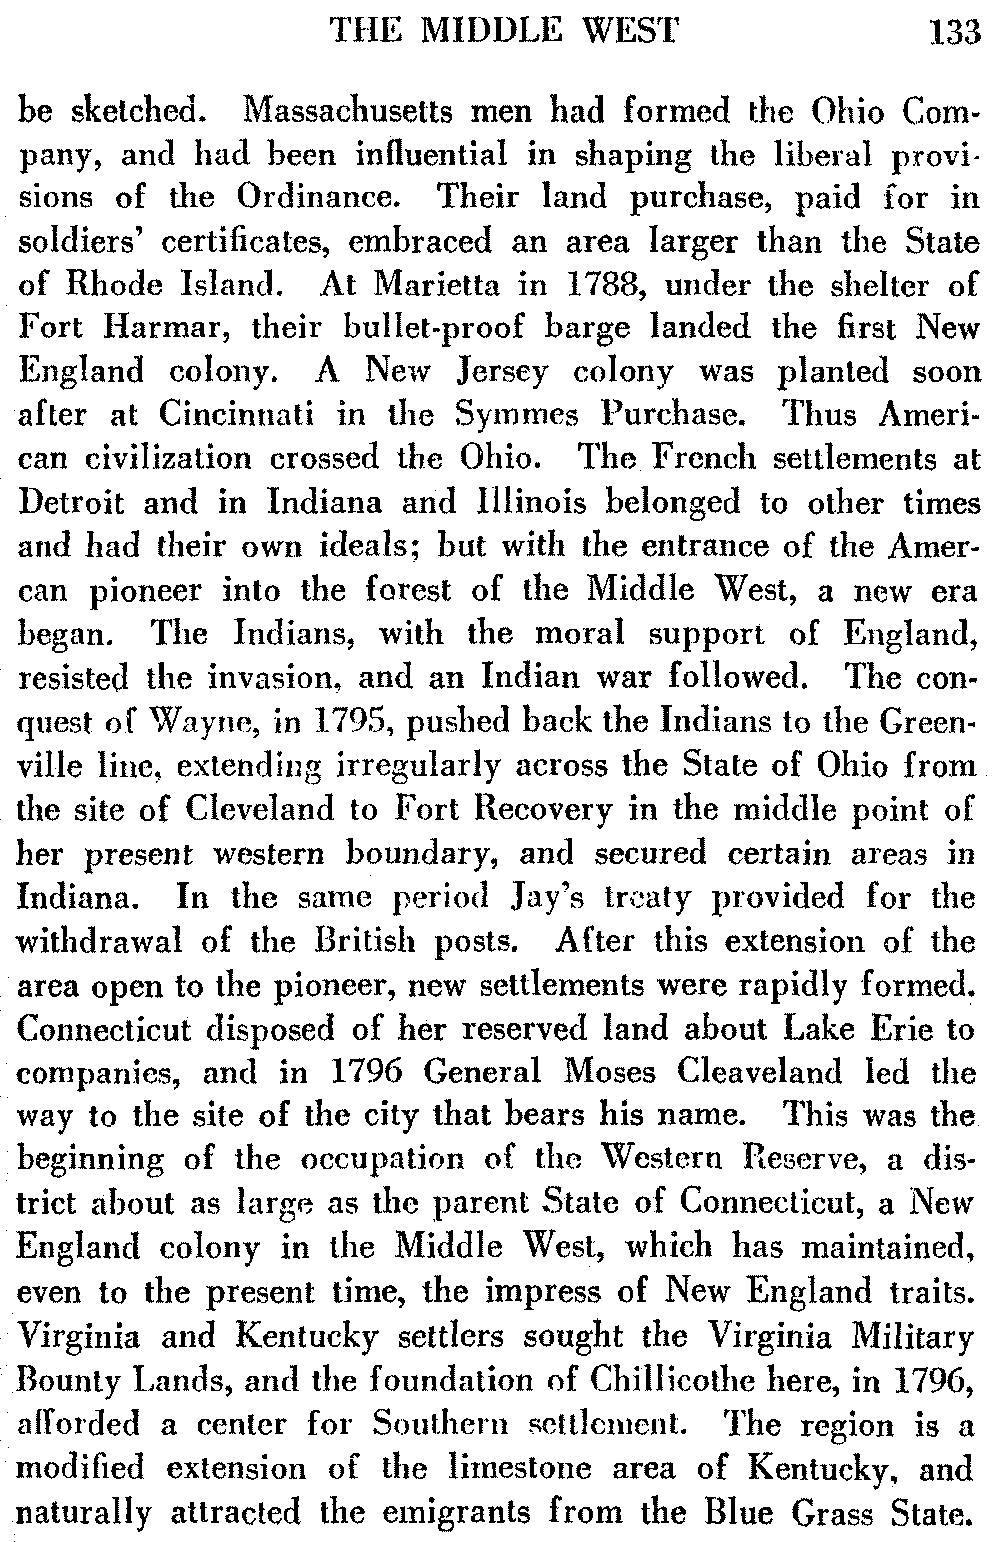 THE MIDDLE WEST 133
be sketched. Massachusetts men had formed the Ohio Com-
pany, and had been influential in shaping the liberal provi-
sions of the Ordinance. Their land purchase, paid for in
soldiers' certificates, embraced an area larger than the State
of Rhode Island. At Marietta in 1788, under the shelter of
Fort Harmar, their bullet-proof barge landed the first New
England colony. A New Jersey colony was planted soon
after at Cincinnati in the Symmes Purchase. Thus Ameri-
can civilization crossed the Ohio. The French settlements at
Detroit and in Indiana and Illinois belonged to other times
and had their own ideals; but with the entrance of the Amer-
can pioneer into the forest of the Middle West, a new era
began. The Indians, with the moral support of England,
resisted the invasion, and an Indian war followed. The con-
quest of Wayne, in 1795, pushed back the Indians to the Green-
ville line, extending irregularly across the State of Ohio from
the site of Cleveland to Fort Recovery in the middle point of
her present western boundary, and secured certain areas in
Indiana. In the same period Jay's treaty provided for the
withdrawal of the British posts. After this extension of the
area open to the pioneer, new settlements were rapidly formed.
Connecticut disposed of her reserved land about Lake Erie to
companies, and in 1796 General Moses Cleaveland led the
way to the site of the city that bears his name. This was the
beginning of the occupation of the Western Reserve, a dis-
trict about as large as the parent State of Connecticut, a New
England colony in the Middle West, which has maintained,
even to the present time, the impress of New England traits.
Virginia and Kentucky settlers sought the Virginia Military
Bounty Lands, and the foundation of Chillicothe here, in 1796,
afforded a center for Southern settlement. The region is a
modified extension of the limestone area of Kentucky, and
naturally attracted the emigrants from the Blue Grass State.